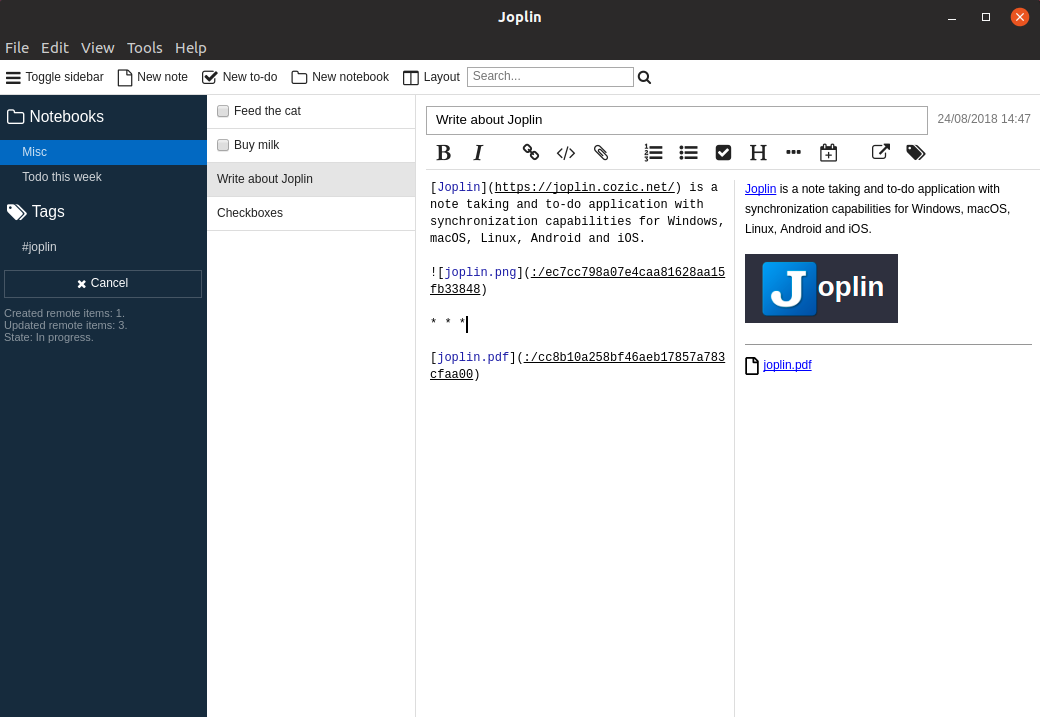 Joplin
File Edit View Tools Help
Toggle sidebar New note New to-do New notebook Layout Search...
Notebooks
Misc
Todo this week
Tags
#joplin
Cancel
Created remote items: 1.
Updated remote items: 3.
State: In progress.
Feed the cat
Buy milk
Write about Joplin
Checkboxes
Write about Joplin 24/08/2018 14:47
B I </> H
[Joplin](https://joplin.cozic.net/) is a
note taking and to-do application with
synchronization capabilities for Windows,
macOS, Linux, Android and iOS.
![joplin.png](:/ec7cc798a07e4caa81628aa15
fb33848)
* * *
[joplin.pdf](:/cc8b10a258bf46aeb17857a783
cfaa00)
Joplin is a note taking and to-do application with
synchronization capabilities for Windows, macOS,
Linux, Android and iOS.
Joplin
joplin.pdf